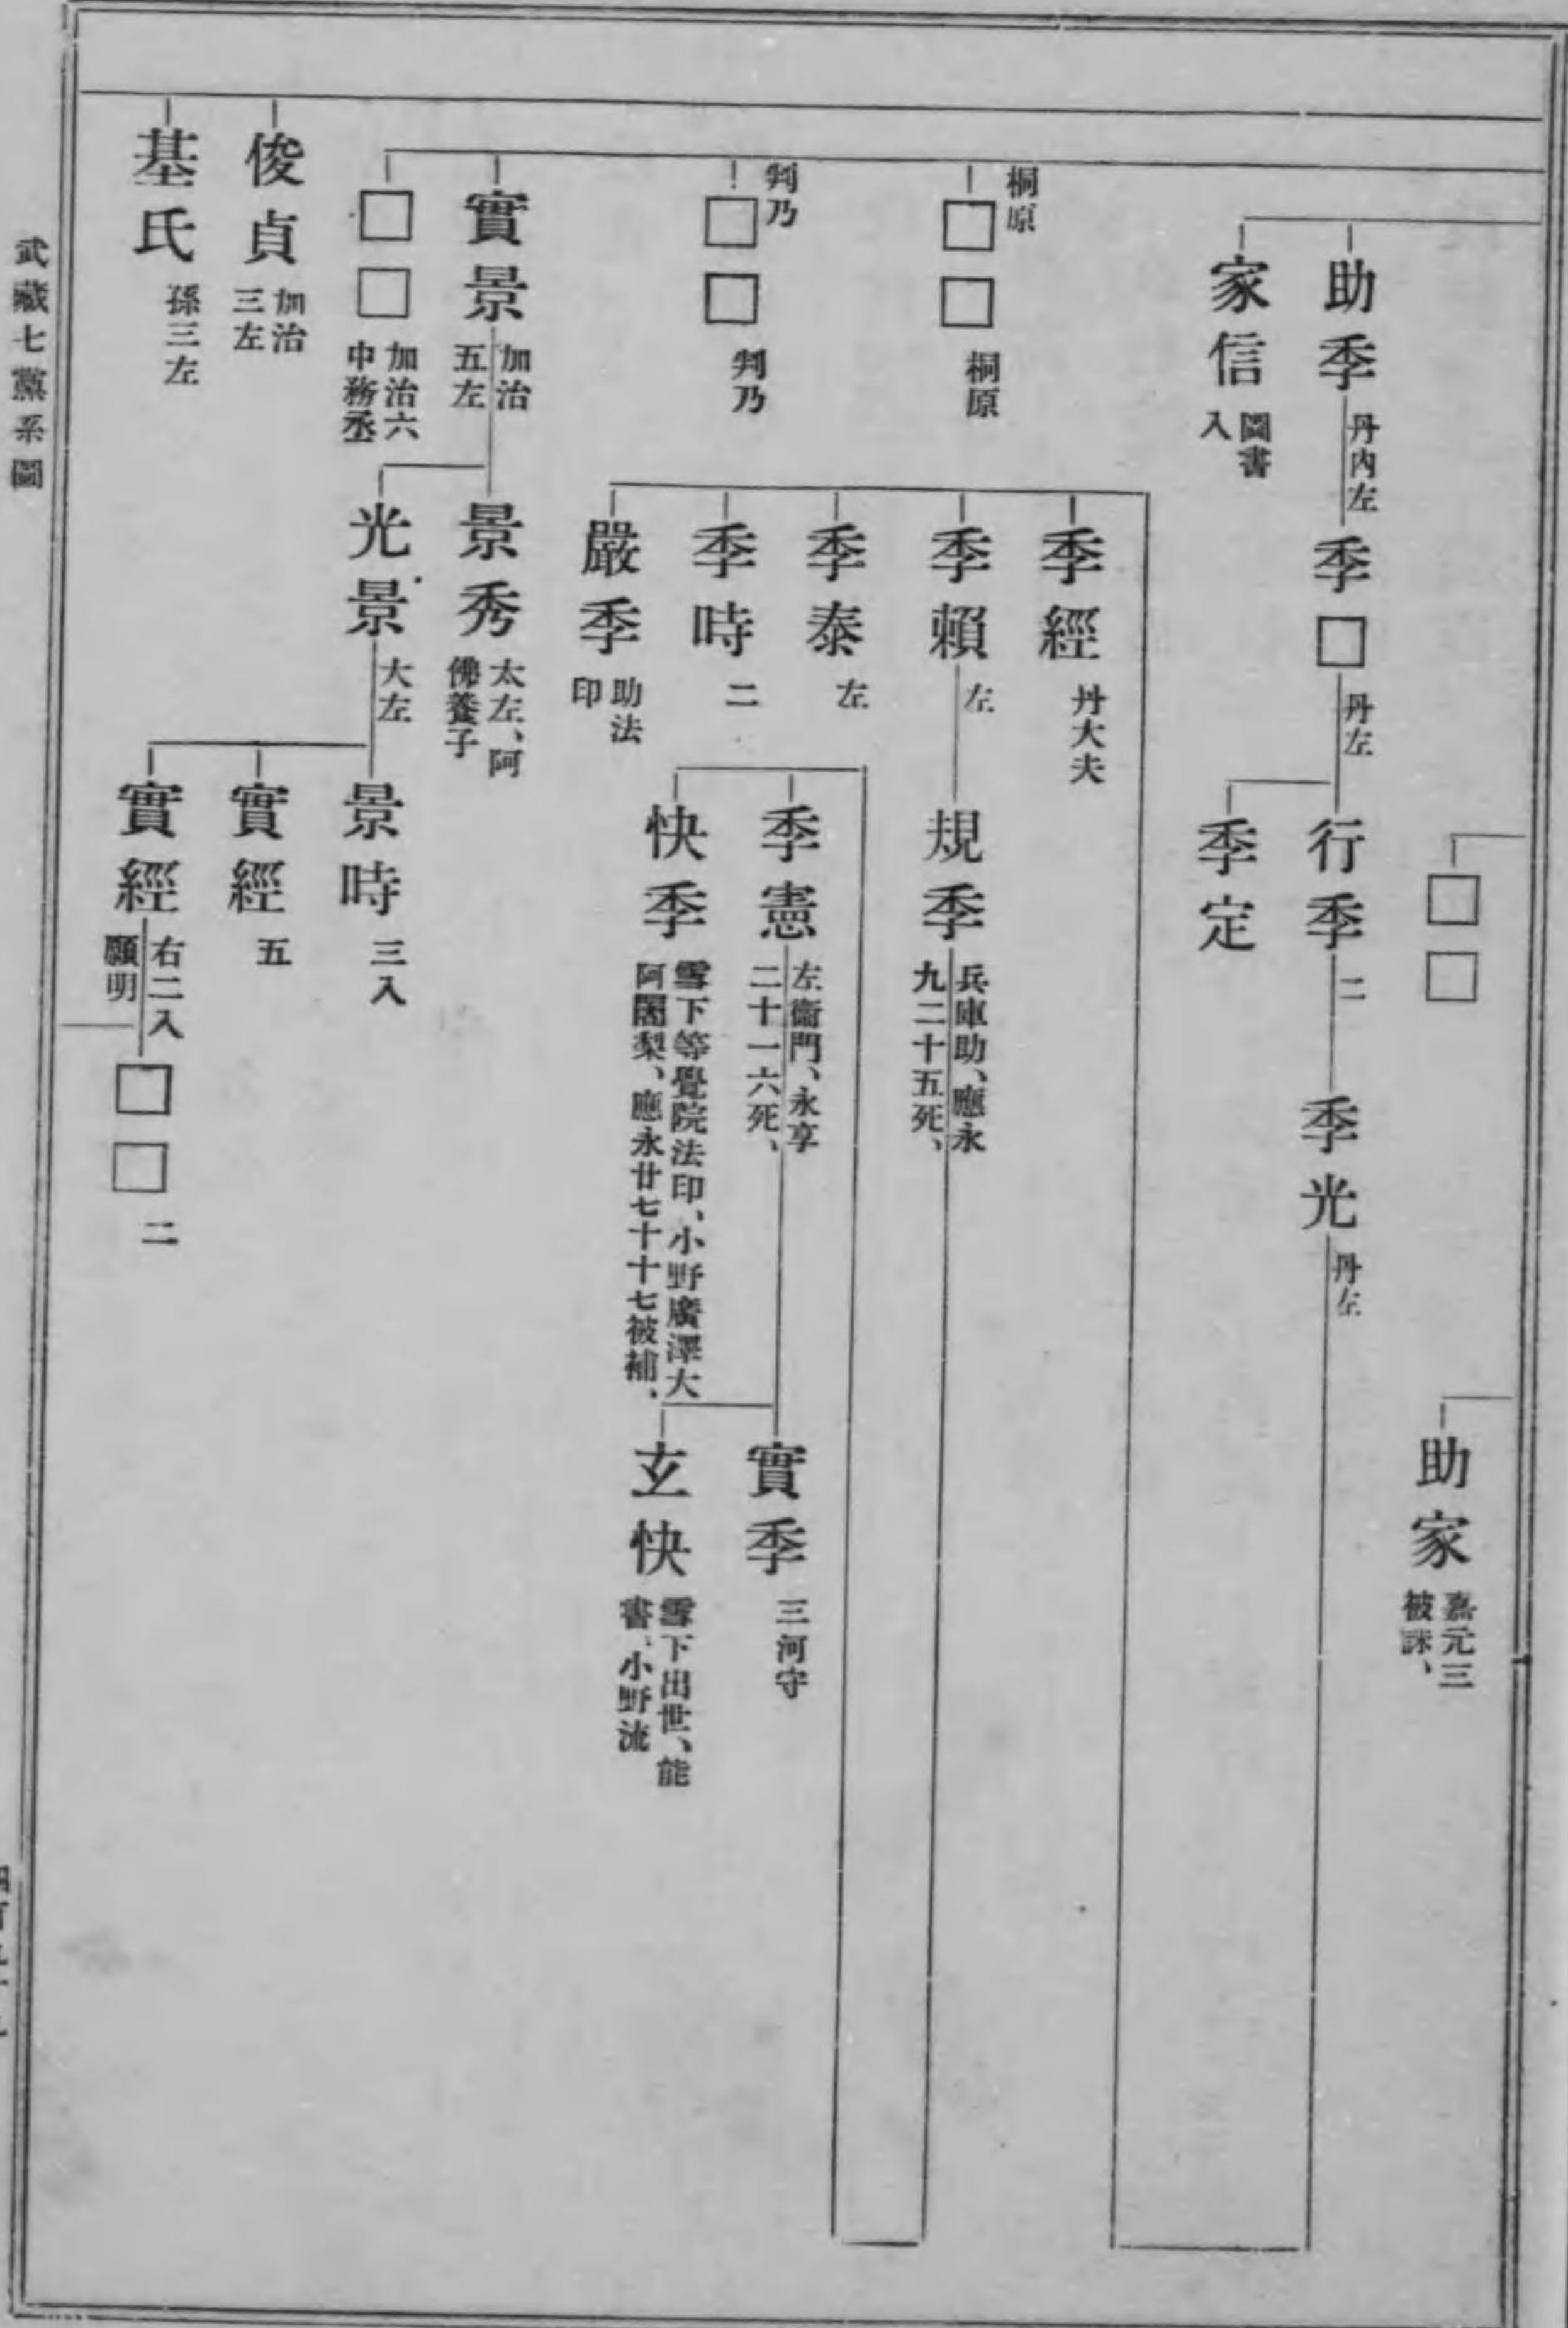 □□
助家
嘉元三
被誅、
助季
丹內左
季□
丹左
行季
二
季光
丹左
季定
家信
圖書
入
桐原
□□
桐原
季經
丹大夫
季賴
左
規季
兵庫助、應永
九二十五死、
季泰
左
季憲
左衞門、永享
二十一六死、
實季
三河守
判乃
□□
判乃
季時
二
快季
雪下等覺院法印、小野廣澤大
阿闍梨、應永廿七十十七被補、
玄快
雪下出世、能
書、小野流
嚴季
助法
印
實景
加治
五左
景秀
太左、阿
佛養子
□□
加治六
中務丞
光景
大左
景時
三入
實經
五
實經
右二入
願明
□□
二
俊貞
加治
三左
基氏
孫三左
武藏七黨系圖